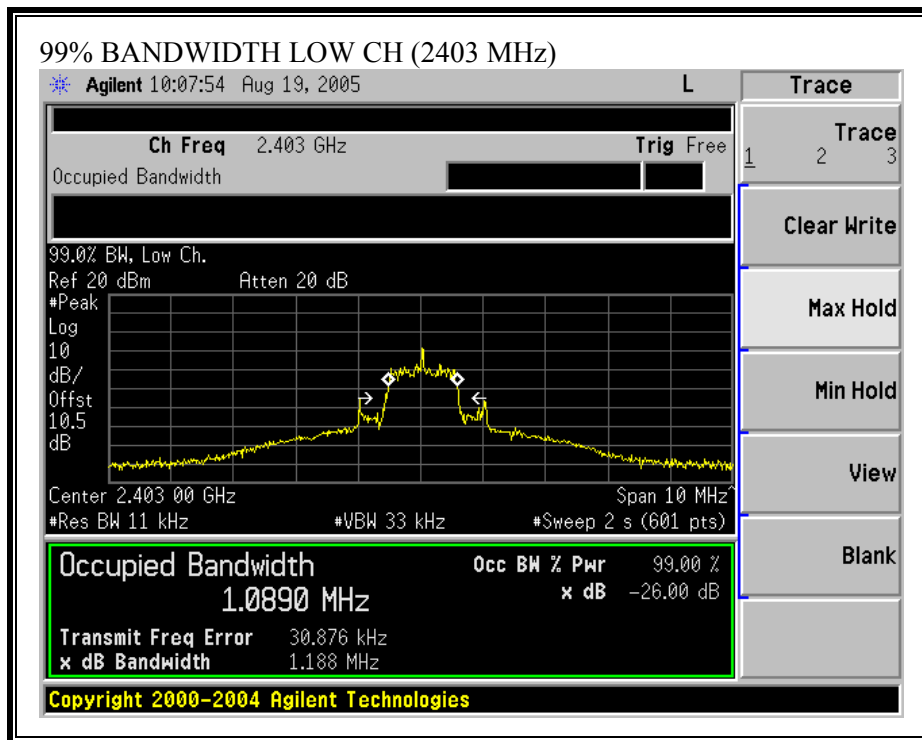 99% BANDWIDTH LOW CH (2403 MHz)
Agilent 10:07:54 Aug 19, 2005 L Trace
Ch Freq 2.403 GHz Trig Free
Occupied Bandwidth
Trace
1 2 3
Clear Write
Max Hold
Min Hold
View
Blank
99.0% BW, Low Ch.
Ref 20 dBm Atten 20 dB
#Peak
Log
10
dB/
Offst
10.5
dB
Center 2.403 00 GHz Span 10 MHz^
#Res BW 11 kHz #VBW 33 kHz #Sweep 2 s (601 pts)
Occupied Bandwidth Occ BW % Pwr 99.00 %
1.0890 MHz x dB -26.00 dB
Transmit Freq Error 30.876 kHz
x dB Bandwidth 1.188 MHz
Copyright 2000-2004 Agilent Technologies